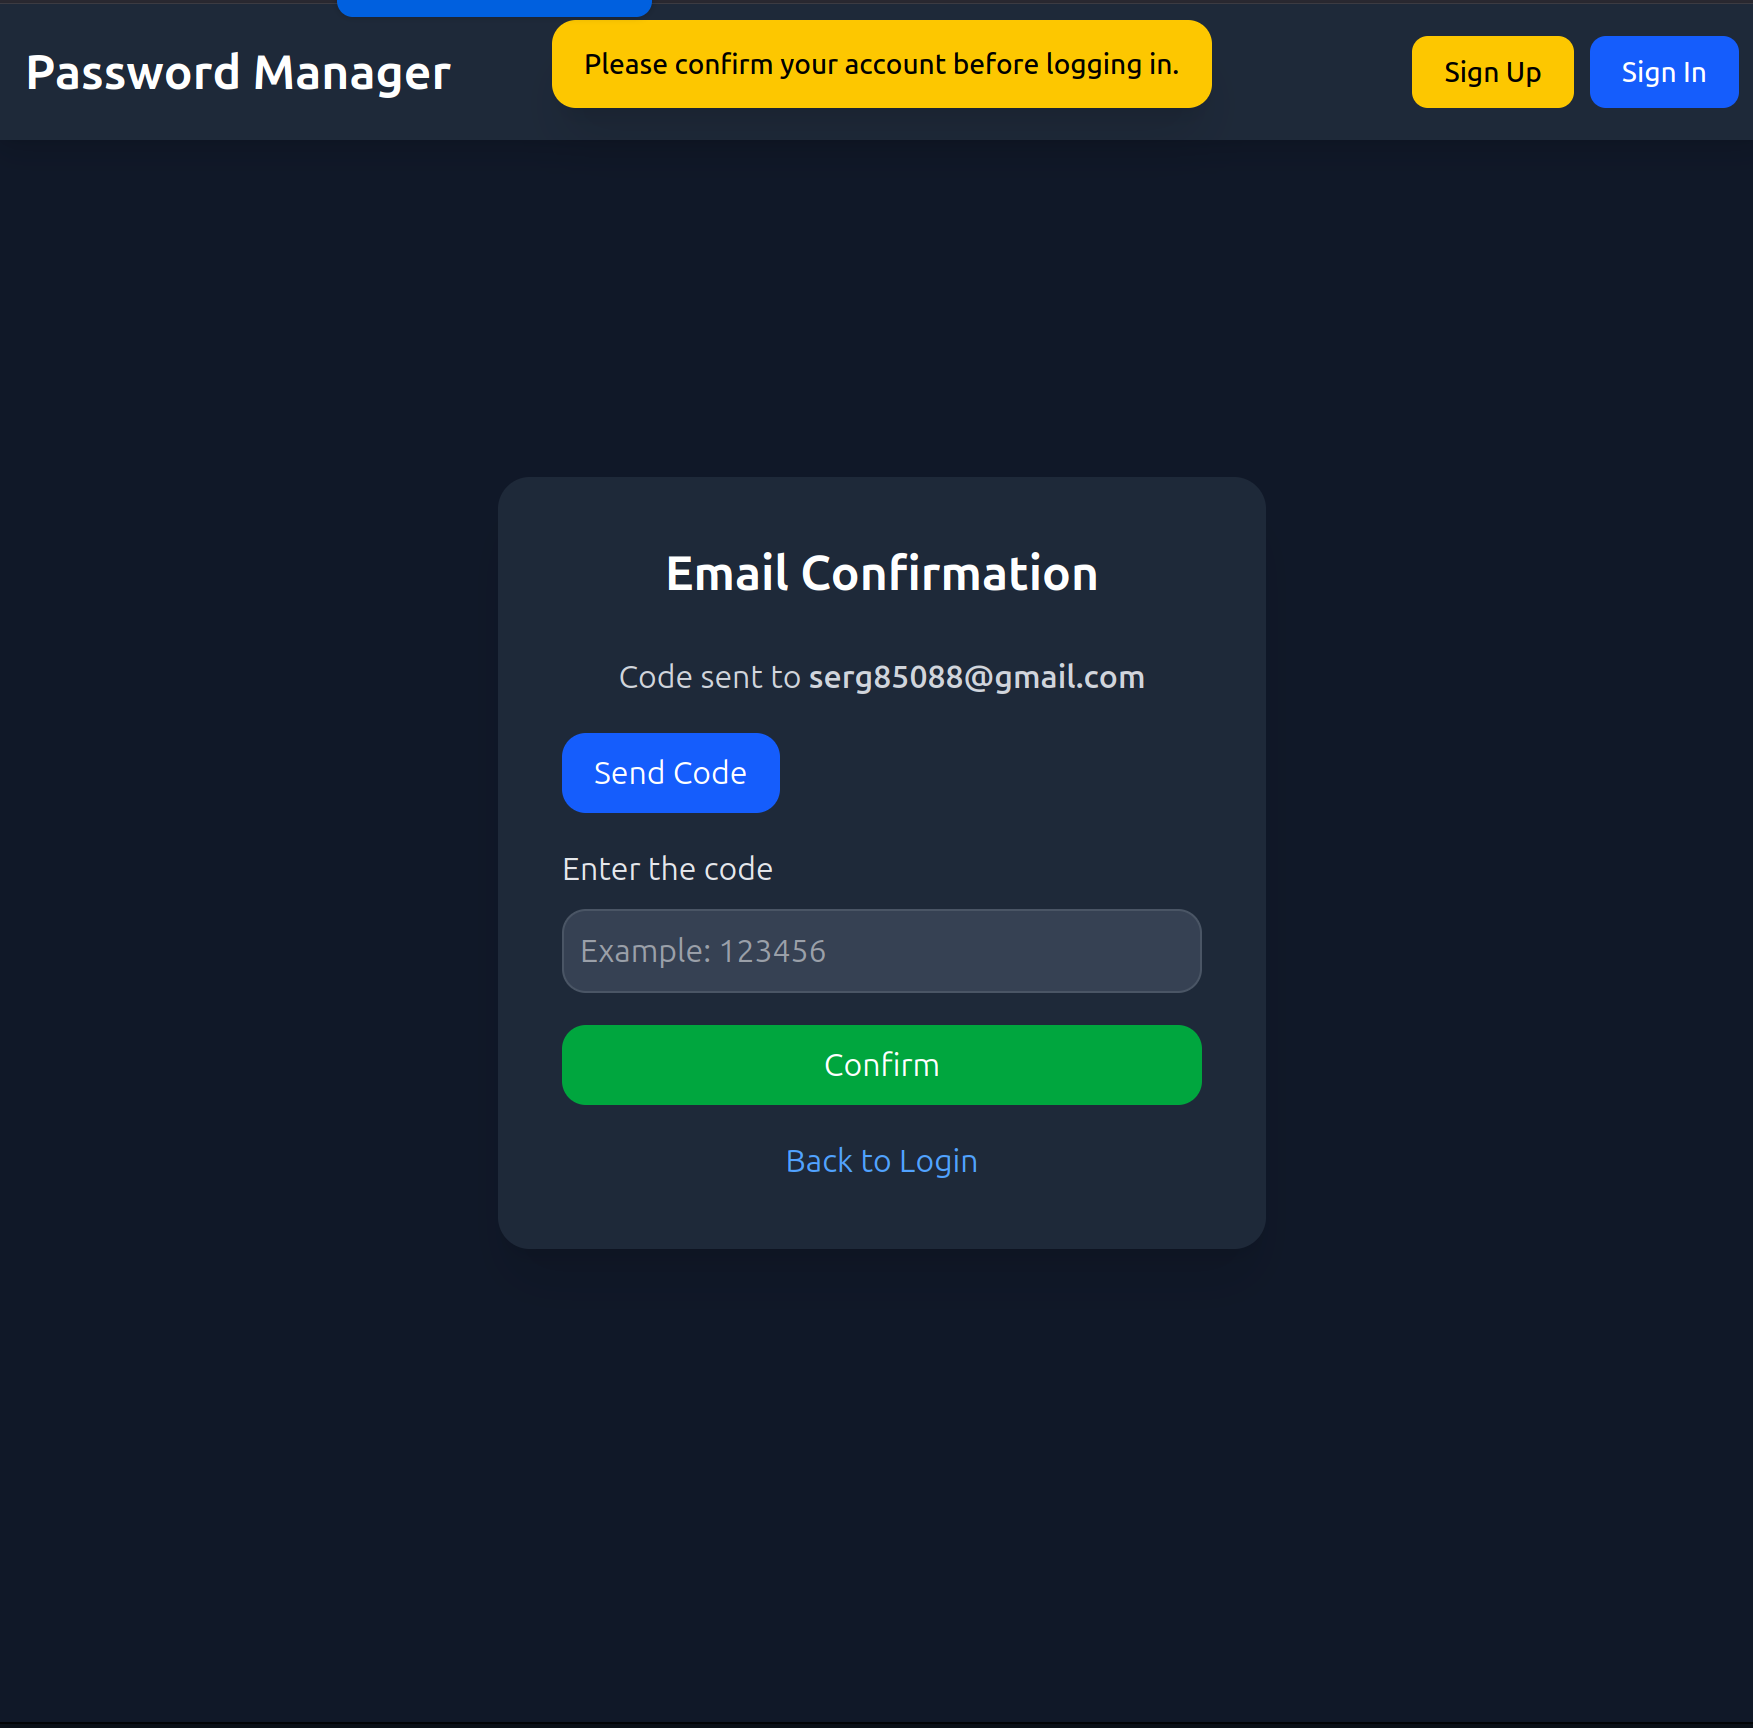 Password Manager
Please confirm your account before logging in.
Sign Up
Sign In
Email Confirmation
Code sent to serg85088@gmail.com
Send Code
Enter the code
Example: 123456
Confirm
Back to Login